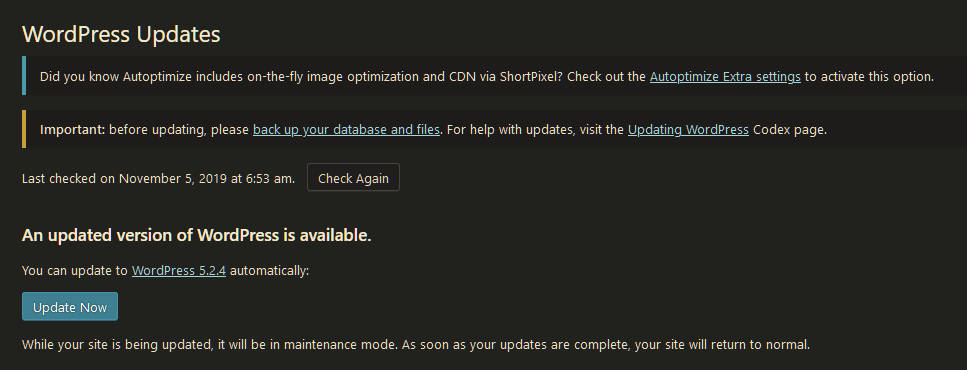 WordPress Updates
Did you know Autoptimize includes on-the-fly image optimization and CDN via ShortPixel? Check out the Autoptimize Extra settings to activate this option.
Important: before updating, please back up your database and files. For help with updates, visit the Updating WordPress Codex page.
Last checked on November 5, 2019 at 6:53 am. Check Again
An updated version of WordPress is available.
You can update to WordPress 5.2.4 automatically:
Update Now
While your site is being updated, it will be in maintenance mode. As soon as your updates are complete, your site will return to normal.